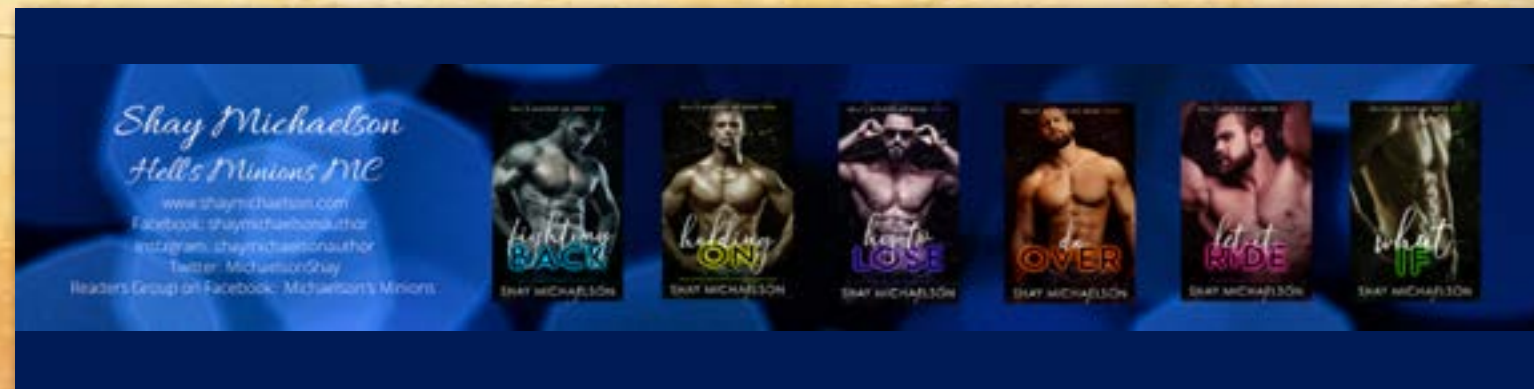 Shay Michaelson
Hell's Minions MC
www.shaymichaelson.com
Facebook: shaymichaelsonauthor
Instagram: shaymichaelsonauthor
Twitter: MichaelsonShay
Readers Group on Facebook: Michaelson's Minions
fighting
BACK
SHAY MICHAELSON
holding
ON
SHAY MICHAELSON
LOSE
SHAY MICHAELSON
do
OVER
SHAY MICHAELSON
let it
RIDE
SHAY MICHAELSON
what
IF
SHAY MICHAELSON